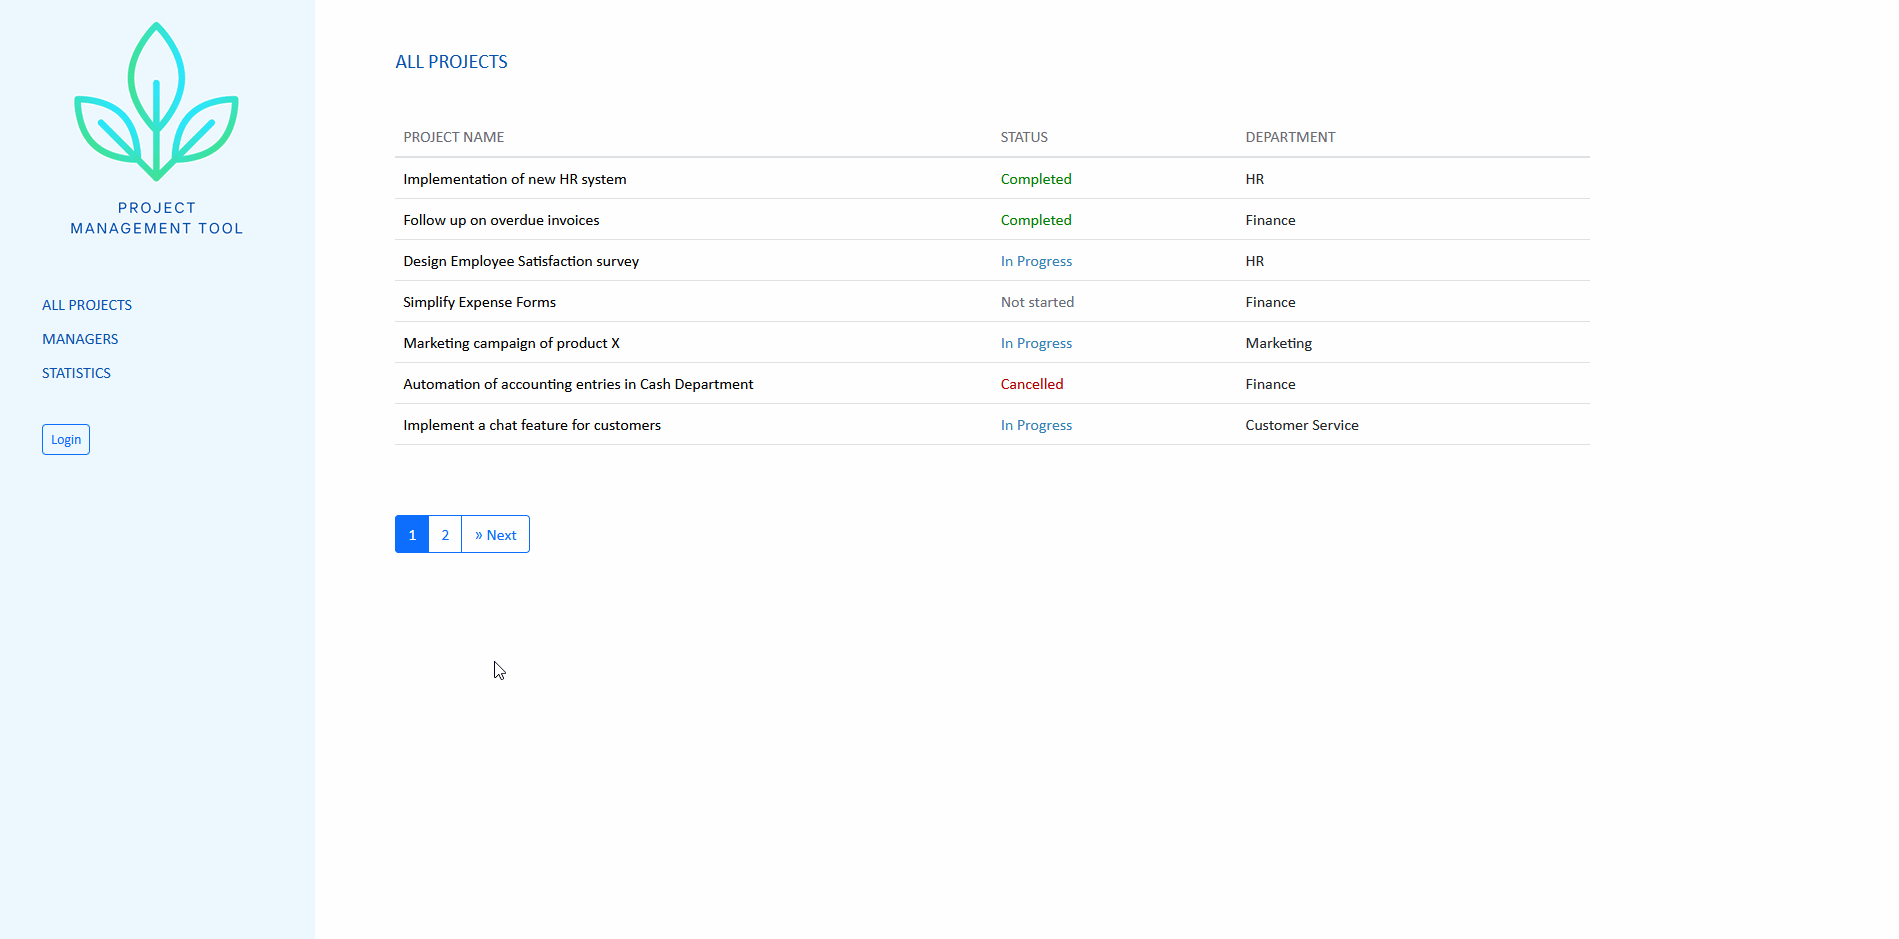 PROJECT
MANAGEMENT TOOL
ALL PROJECTS
MANAGERS
STATISTICS
Login
ALL PROJECTS
PROJECT NAME STATUS DEPARTMENT
Implementation of new HR system Completed HR
Follow up on overdue invoices Completed Finance
Design Employee Satisfaction survey In Progress HR
Simplify Expense Forms Not started Finance
Marketing campaign of product X In Progress Marketing
Automation of accounting entries in Cash Department Cancelled Finance
Implement a chat feature for customers In Progress Customer Service
1 2 » Next